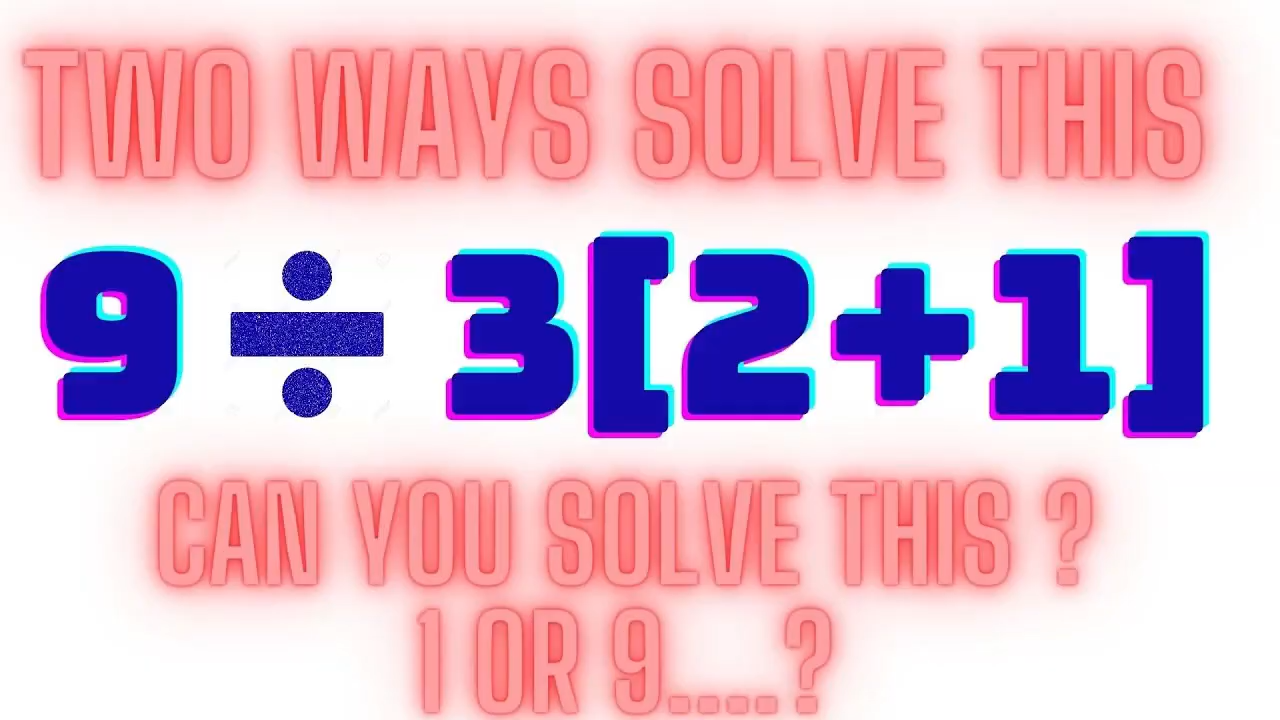 TWO WAYS SOLVE THIS
9÷3[2+1]
CAN YOU SOLVE THIS ?
1 OR 9....?